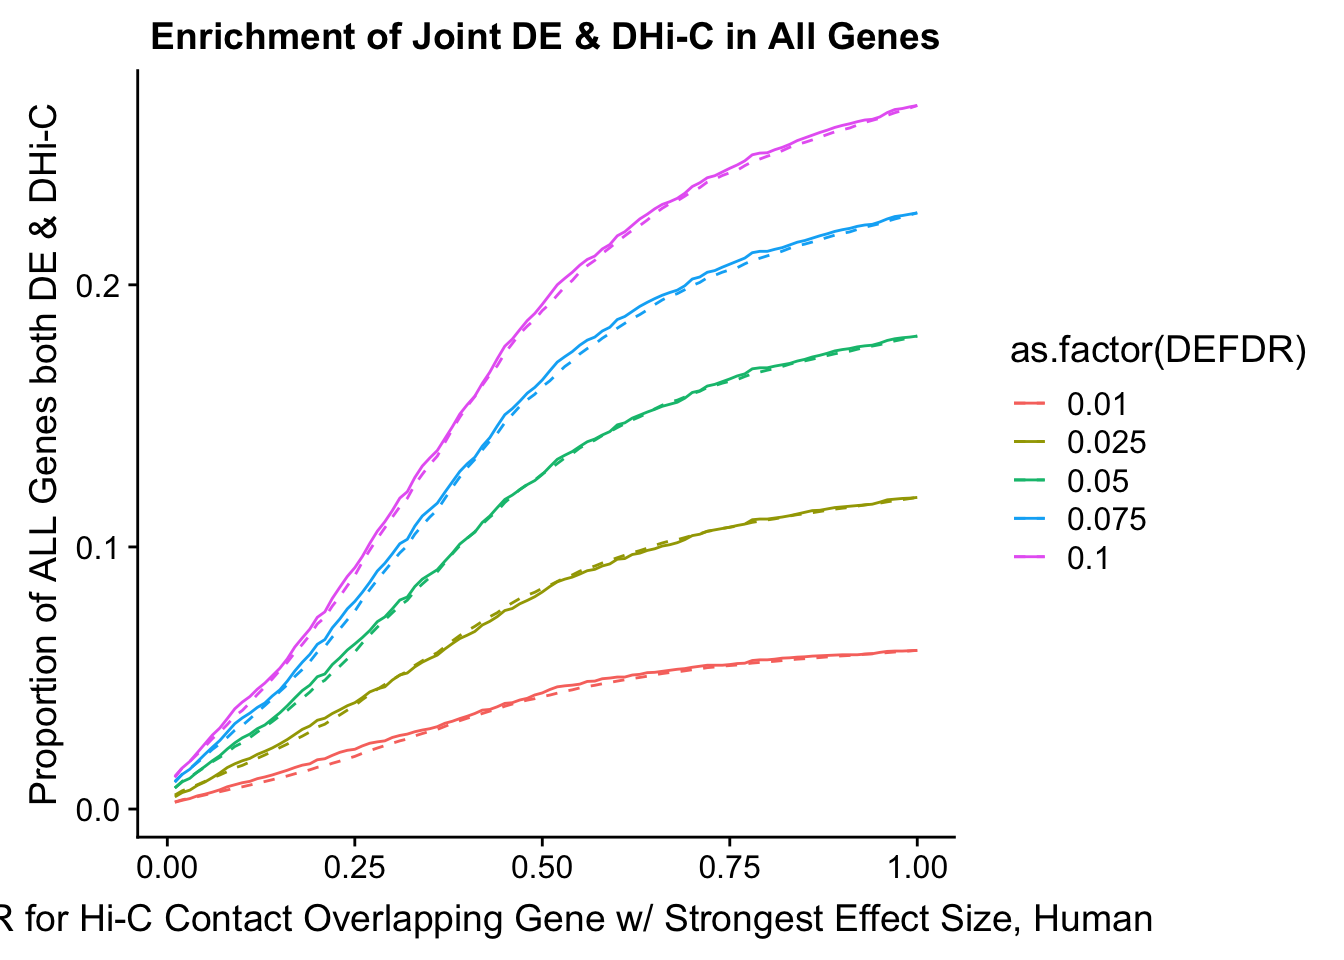 Enrichment of Joint DE & DHi-C in All Genes
Proportion of ALL Genes both DE & DHi-C
0.2
0.1
0.0
0.00 0.25 0.50 0.75 1.00
R for Hi-C Contact Overlapping Gene w/ Strongest Effect Size, Human
as.factor(DEFDR)
0.01
0.025
0.05
0.075
0.1